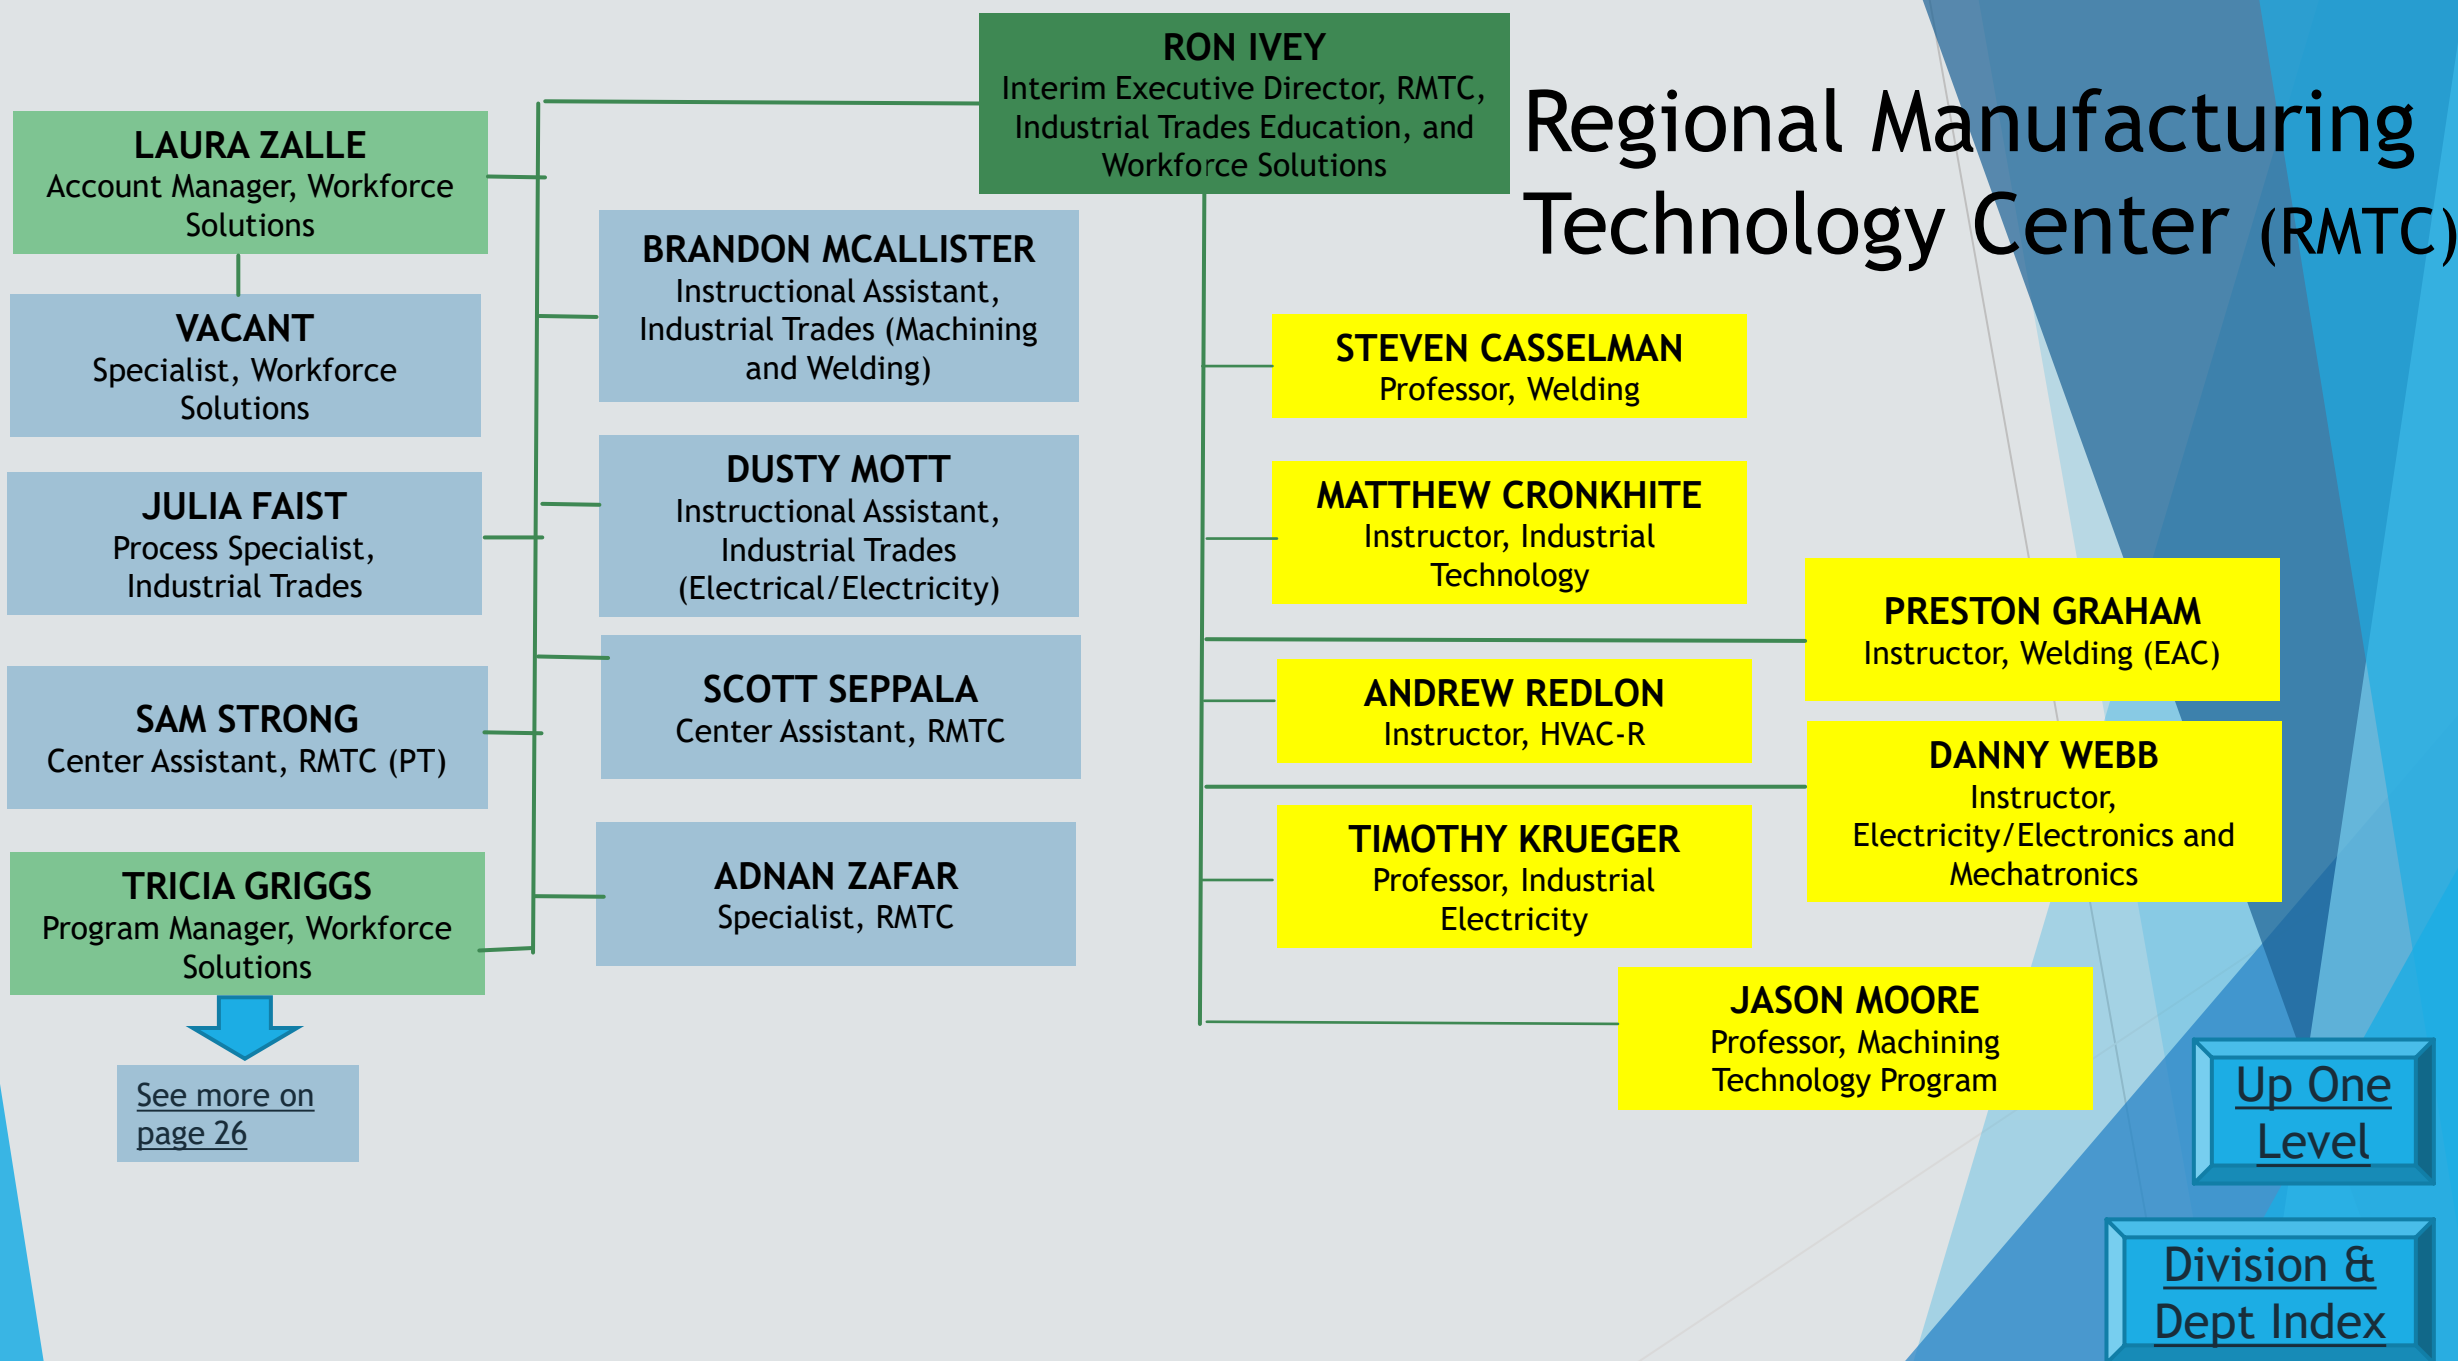 RON IVEY
Interim Executive Director, RMTC,
Industrial Trades Education, and
Workforce Solutions
Regional Manufacturing
Technology Center (RMTC)
LAURA ZALLE
Account Manager, Workforce
Solutions
VACANT
Specialist, Workforce
Solutions
JULIA FAIST
Process Specialist,
Industrial Trades
SAM STRONG
Center Assistant, RMTC (PT)
TRICIA GRIGGS
Program Manager, Workforce
Solutions
See more on
page 26
BRANDON MCALLISTER
Instructional Assistant,
Industrial Trades (Machining
and Welding)
DUSTY MOTT
Instructional Assistant,
Industrial Trades
(Electrical/Electricity)
SCOTT SEPPALA
Center Assistant, RMTC
ADNAN ZAFAR
Specialist, RMTC
STEVEN CASSELMAN
Professor, Welding
MATTHEW CRONKHITE
Instructor, Industrial
Technology
PRESTON GRAHAM
Instructor, Welding (EAC)
ANDREW REDLON
Instructor, HVAC-R
DANNY WEBB
Instructor,
Electricity/Electronics and
Mechatronics
TIMOTHY KRUEGER
Professor, Industrial
Electricity
JASON MOORE
Professor, Machining
Technology Program
Up One
Level
Division &
Dept Index